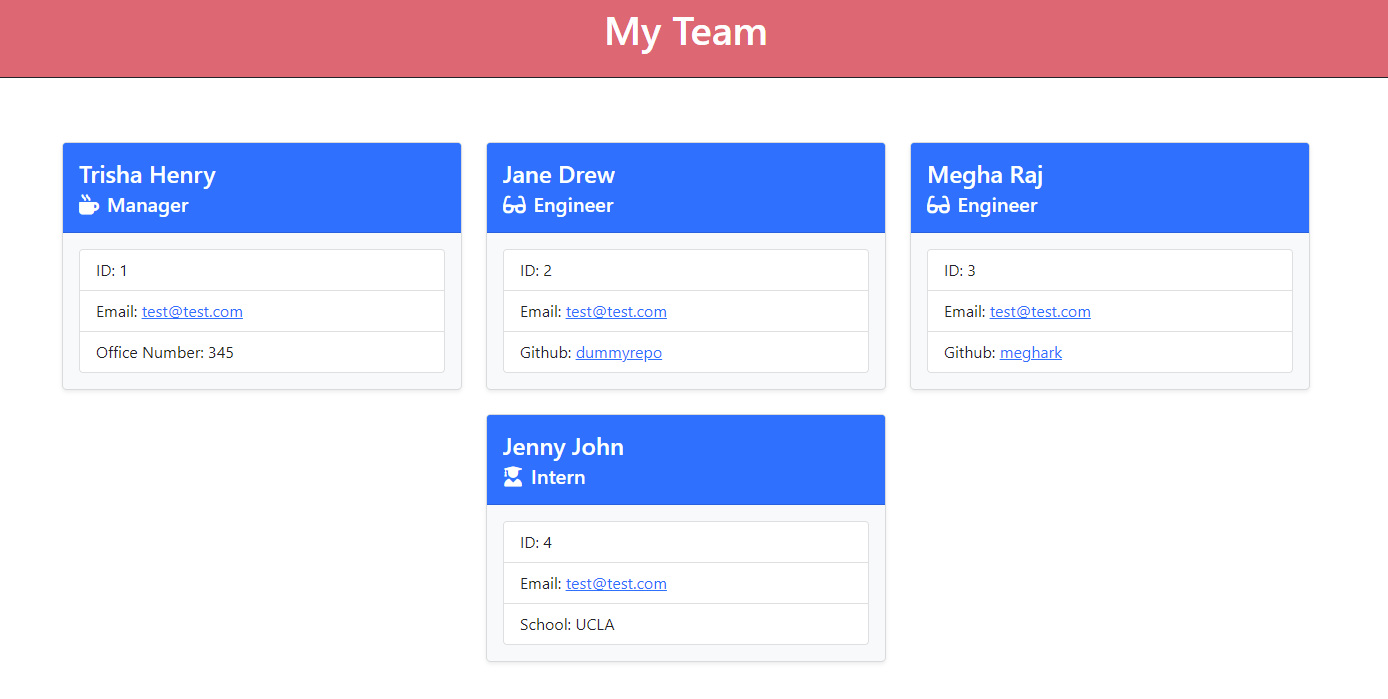 My Team
Trisha Henry
Manager
ID: 1
Email: test@test.com
Office Number: 345
Jane Drew
Engineer
ID: 2
Email: test@test.com
Github: dummyrepo
Megha Raj
Engineer
ID: 3
Email: test@test.com
Github: meghark
Jenny John
Intern
ID: 4
Email: test@test.com
School: UCLA